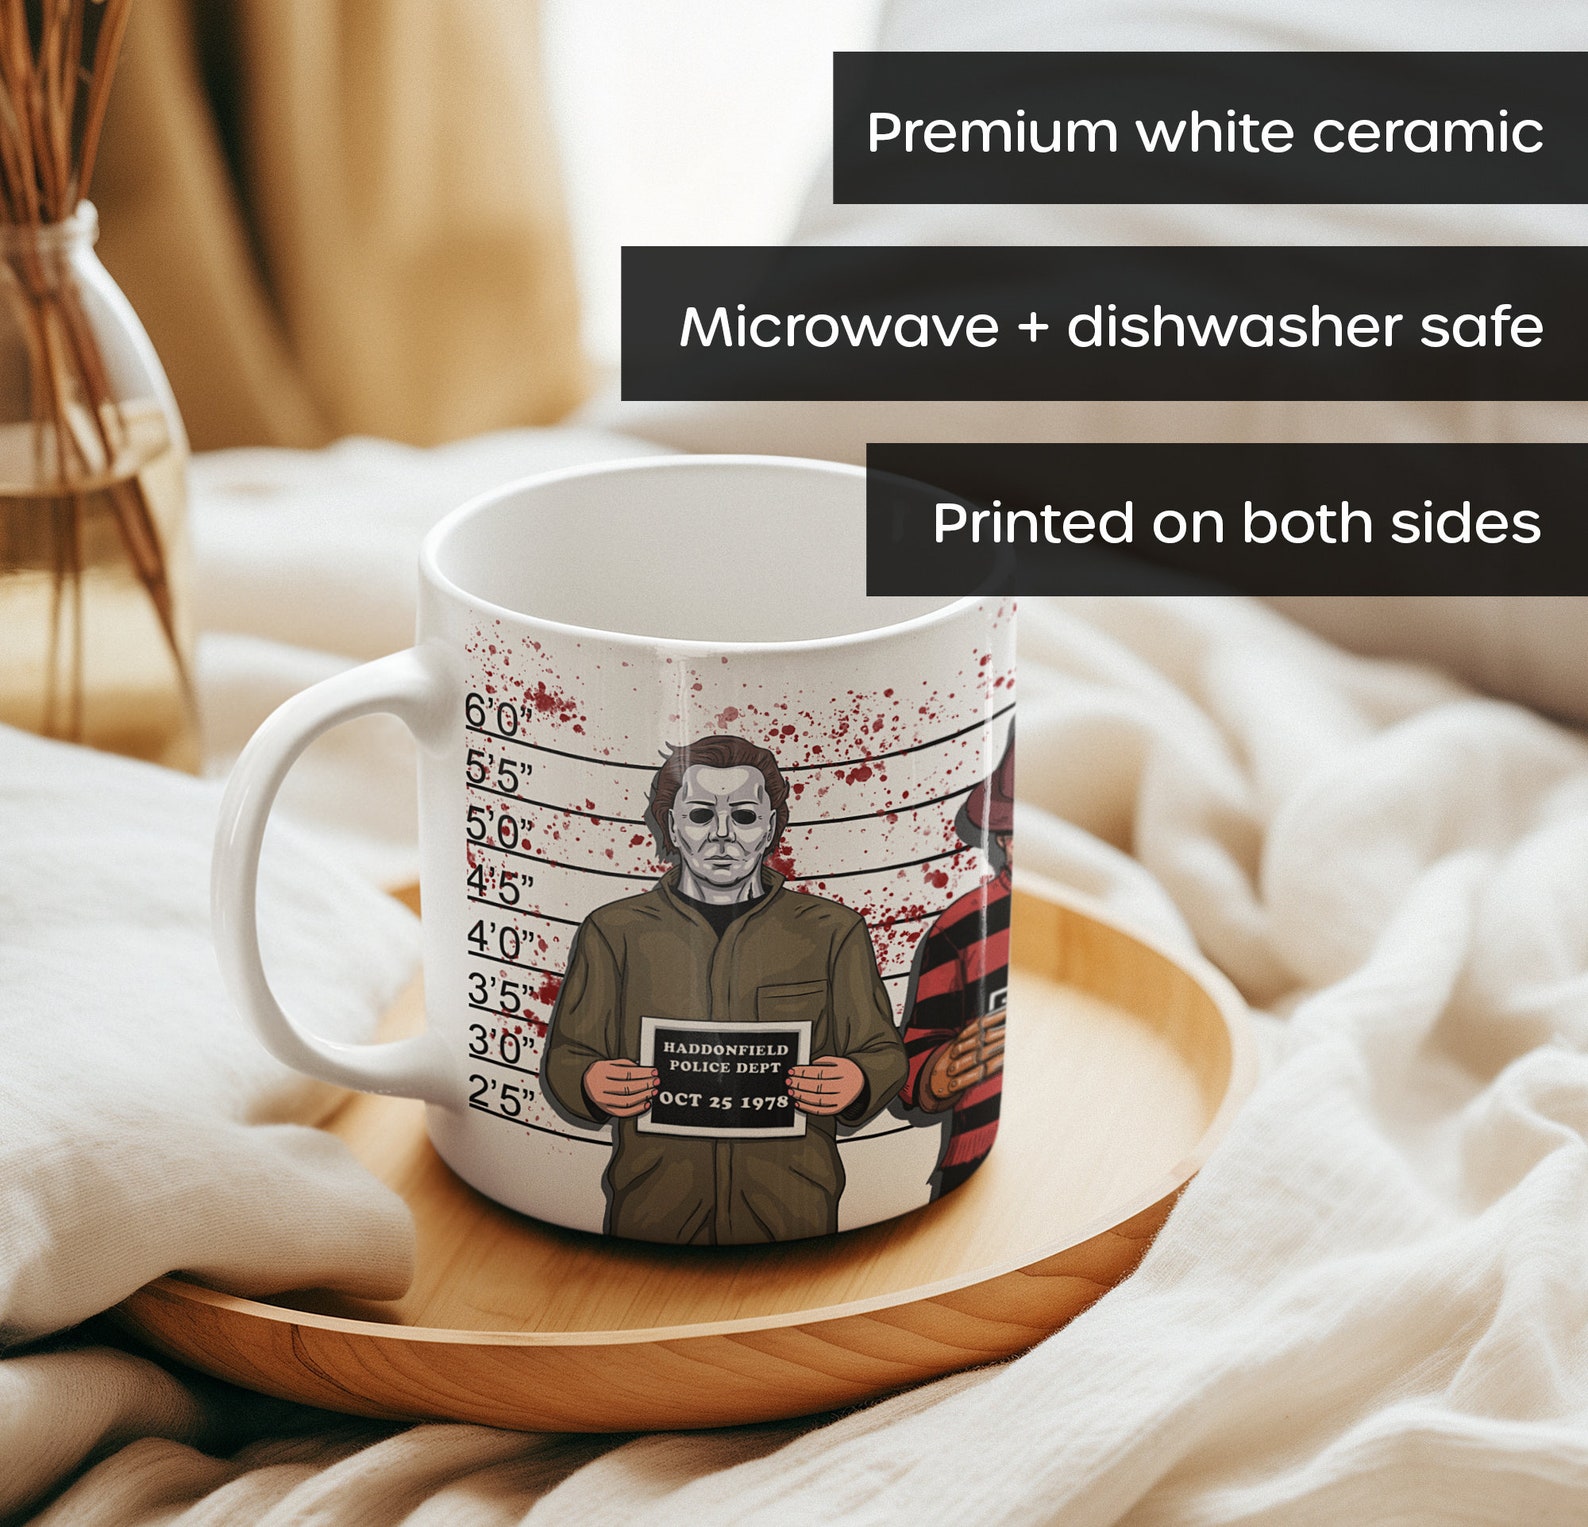 Premium white ceramic
Microwave + dishwasher safe
Printed on both sides
6'0"
5'5"
5'0"
4'5"
4'0"
3'5"
3'0"
2'5"
HADDONFIELD
POLICE DEPT
OCT 25 1978